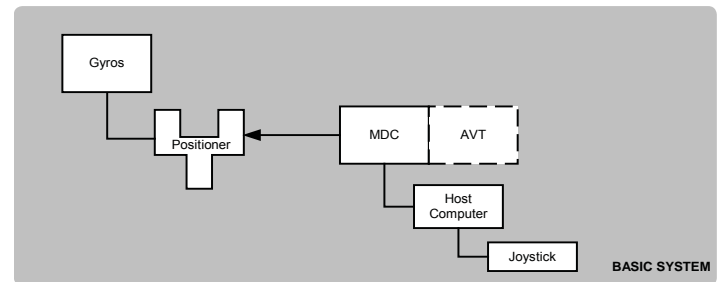 Gyros
Positioner
MDC
AVT
Host
Computer
Joystick
BASIC SYSTEM